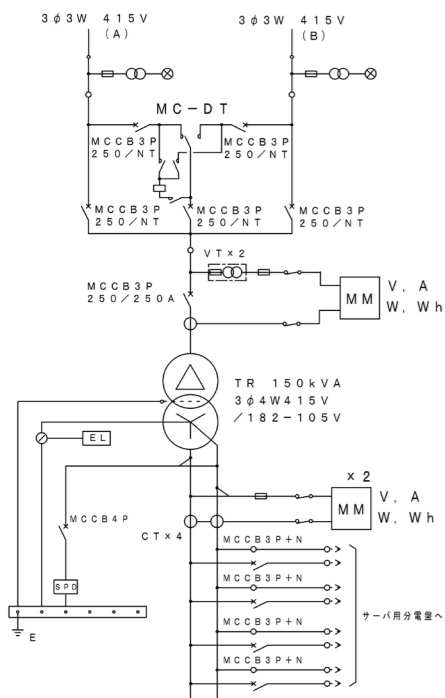 3φ3W 415V
(A)
3φ3W 415V
(B)
MC-DT
MCCB3P
250/NT
MCCB3P
250/NT
MCCB3P
250/NT
MCCB3P
250/NT
MCCB3P
250/NT
VT×2
MCCB3P
250/250A
MM
V, A
W, Wh
TR 150kVA
3φ4W415V
/182-105V
EL
×2
MM
V, A
W, Wh
MCCB4P
CT×4
MCCB3P+N
MCCB3P+N
MCCB3P+N
MCCB3P+N
SPD
サーバ用分電盤へ
E